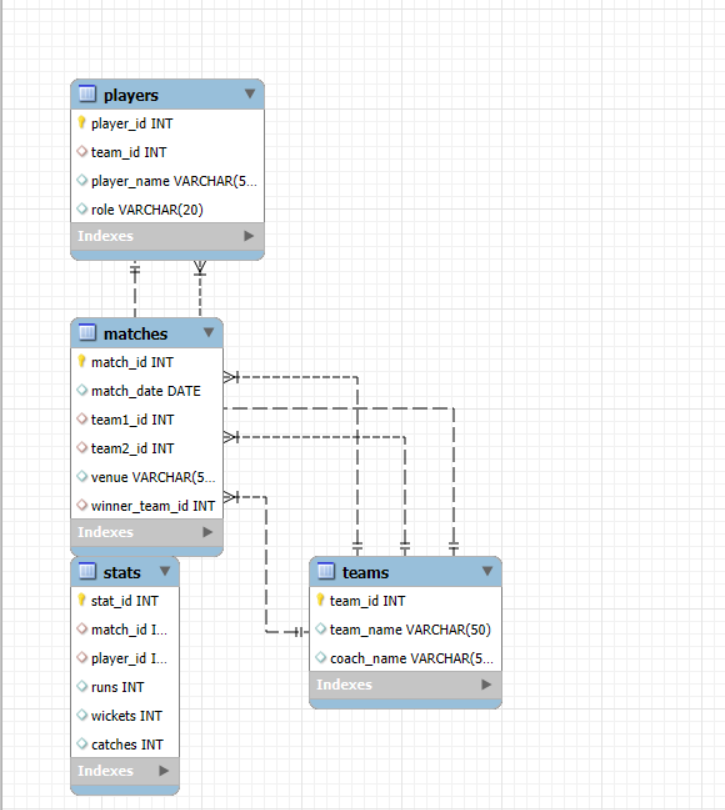 players
player_id INT
team_id INT
player_name VARCHAR(5...
role VARCHAR(20)
Indexes
matches
match_id INT
match_date DATE
team1_id INT
team2_id INT
venue VARCHAR(5...
winner_team_id INT
Indexes
stats
stat_id INT
match_id I...
player_id I...
runs INT
wickets INT
catches INT
Indexes
teams
team_id INT
team_name VARCHAR(50)
coach_name VARCHAR(5...
Indexes